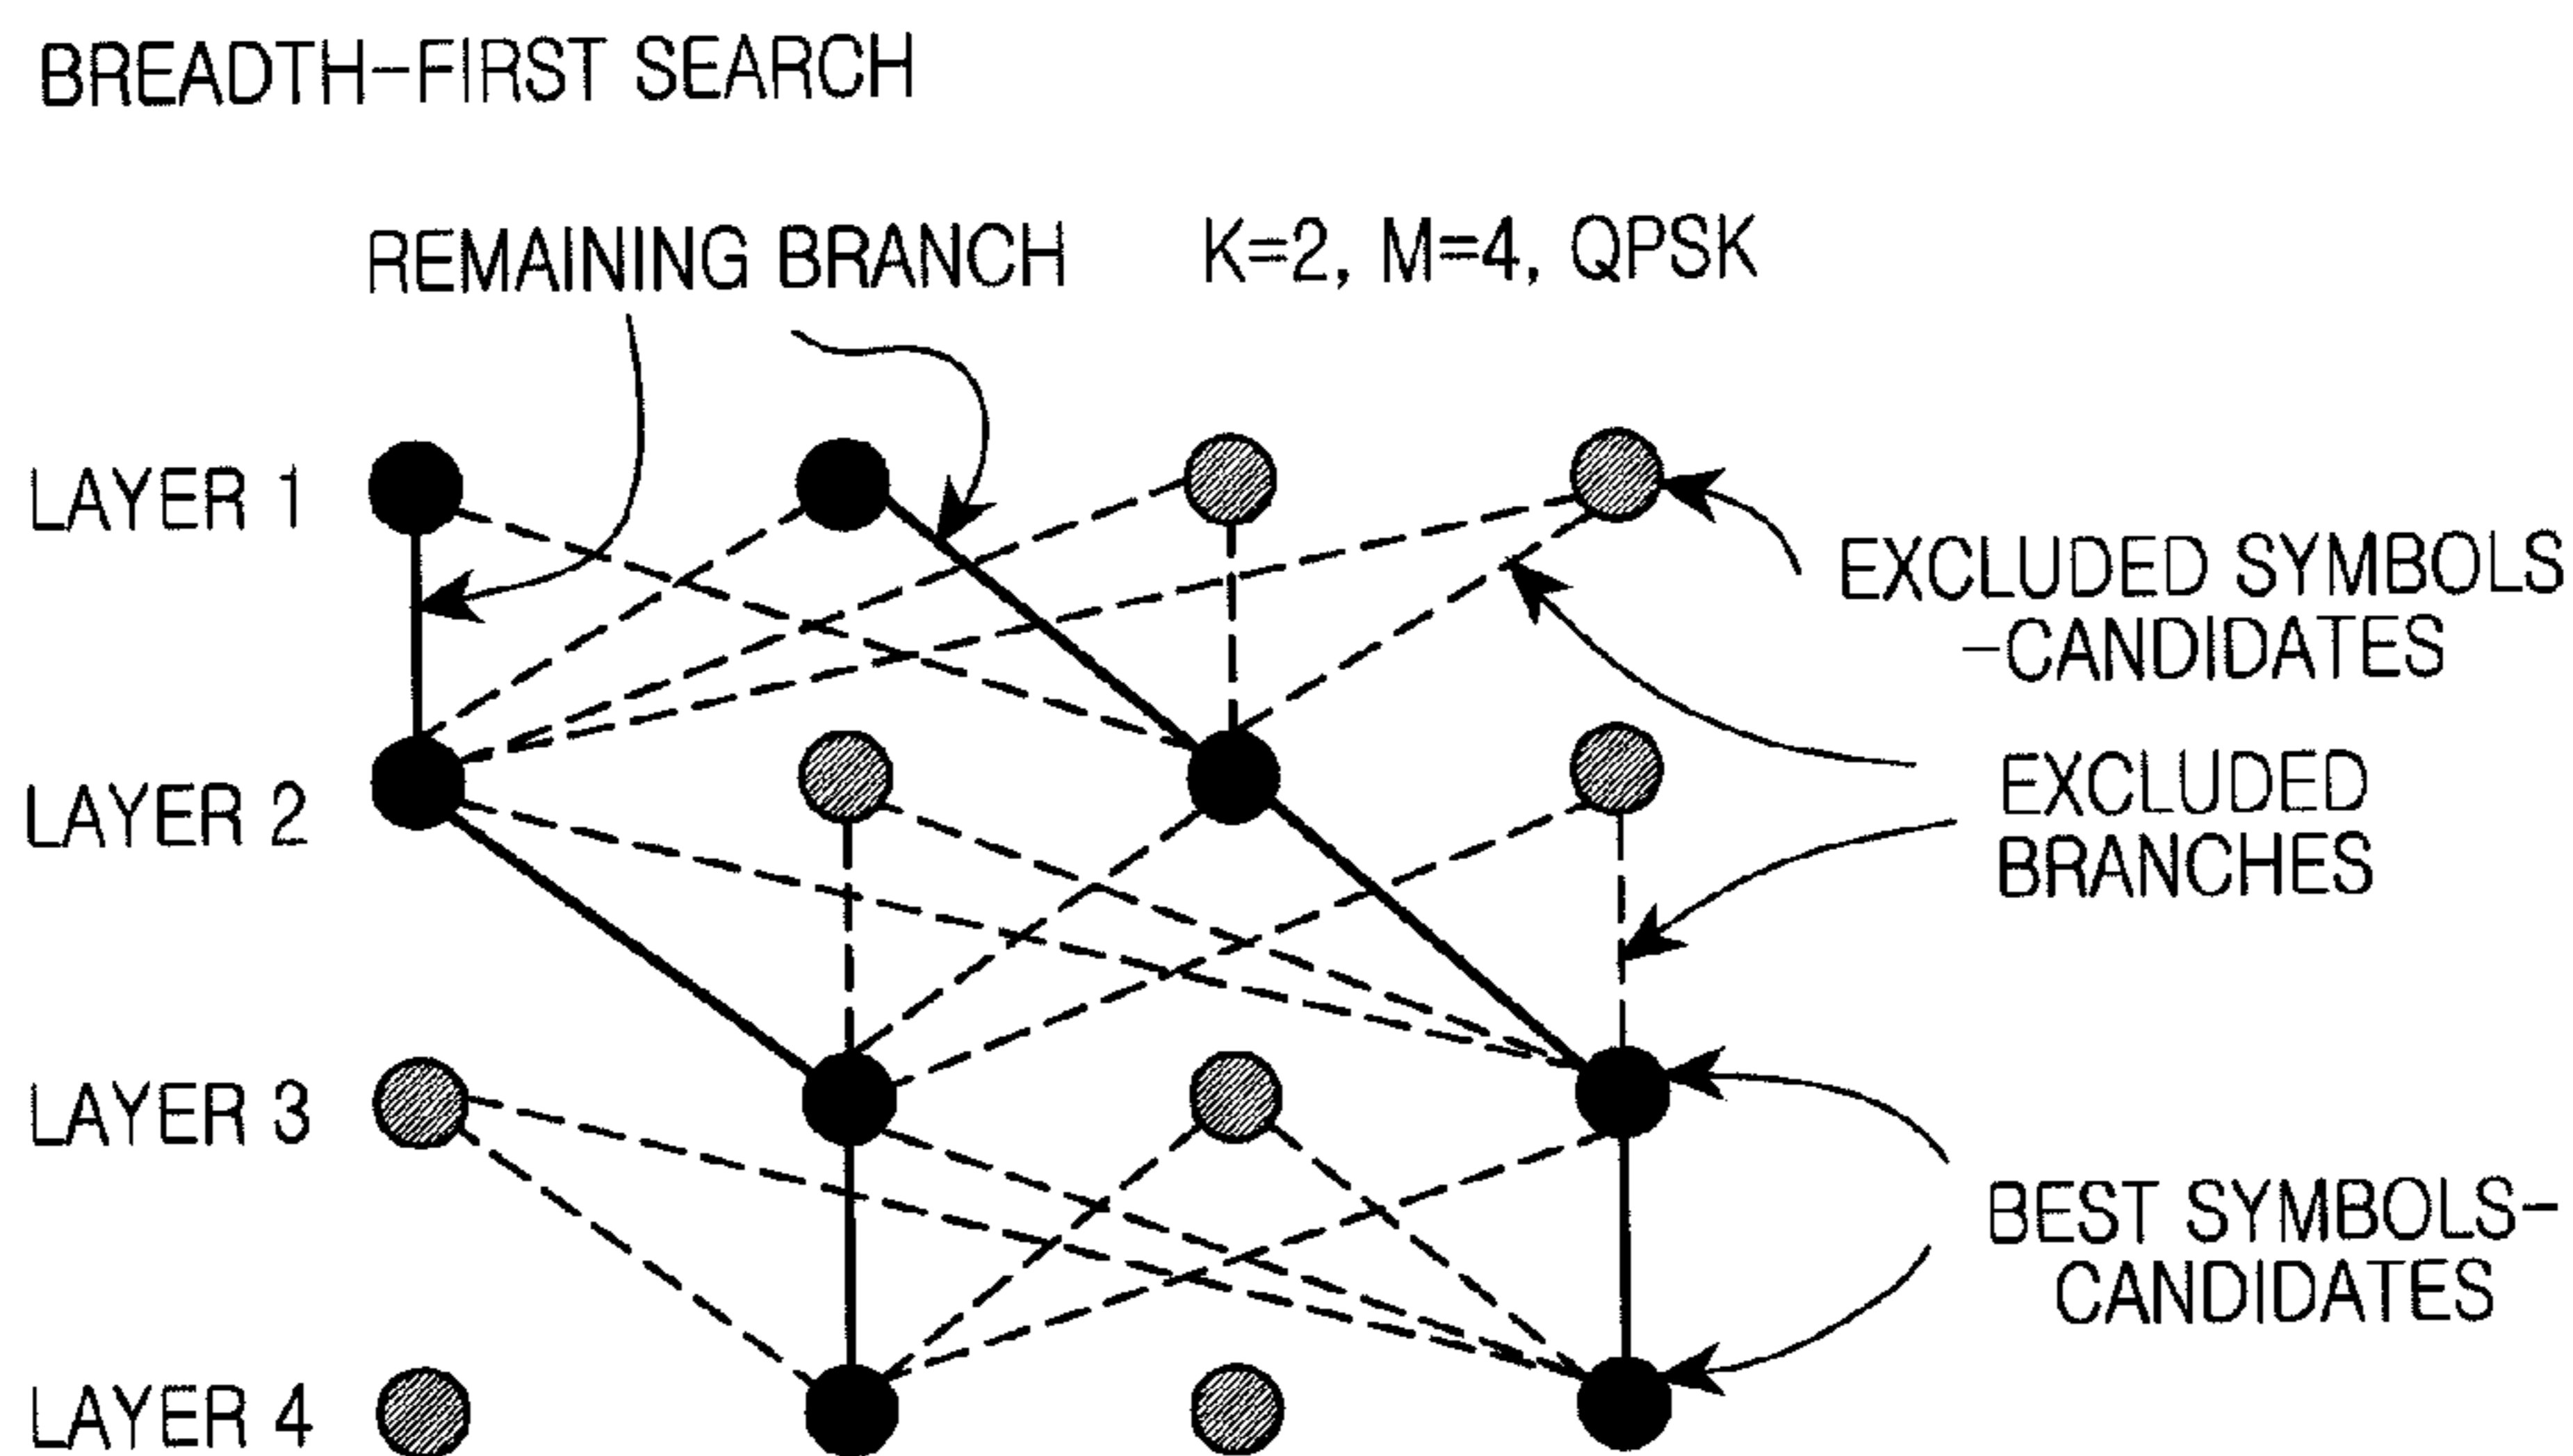 BREADTH-FIRST SEARCH
REMAINING BRANCH
K=2, M=4, QPSK
LAYER 1
EXCLUDED SYMBOLS
-CANDIDATES
LAYER 2
EXCLUDED
BRANCHES
LAYER 3
BEST SYMBOLS-
CANDIDATES
LAYER 4